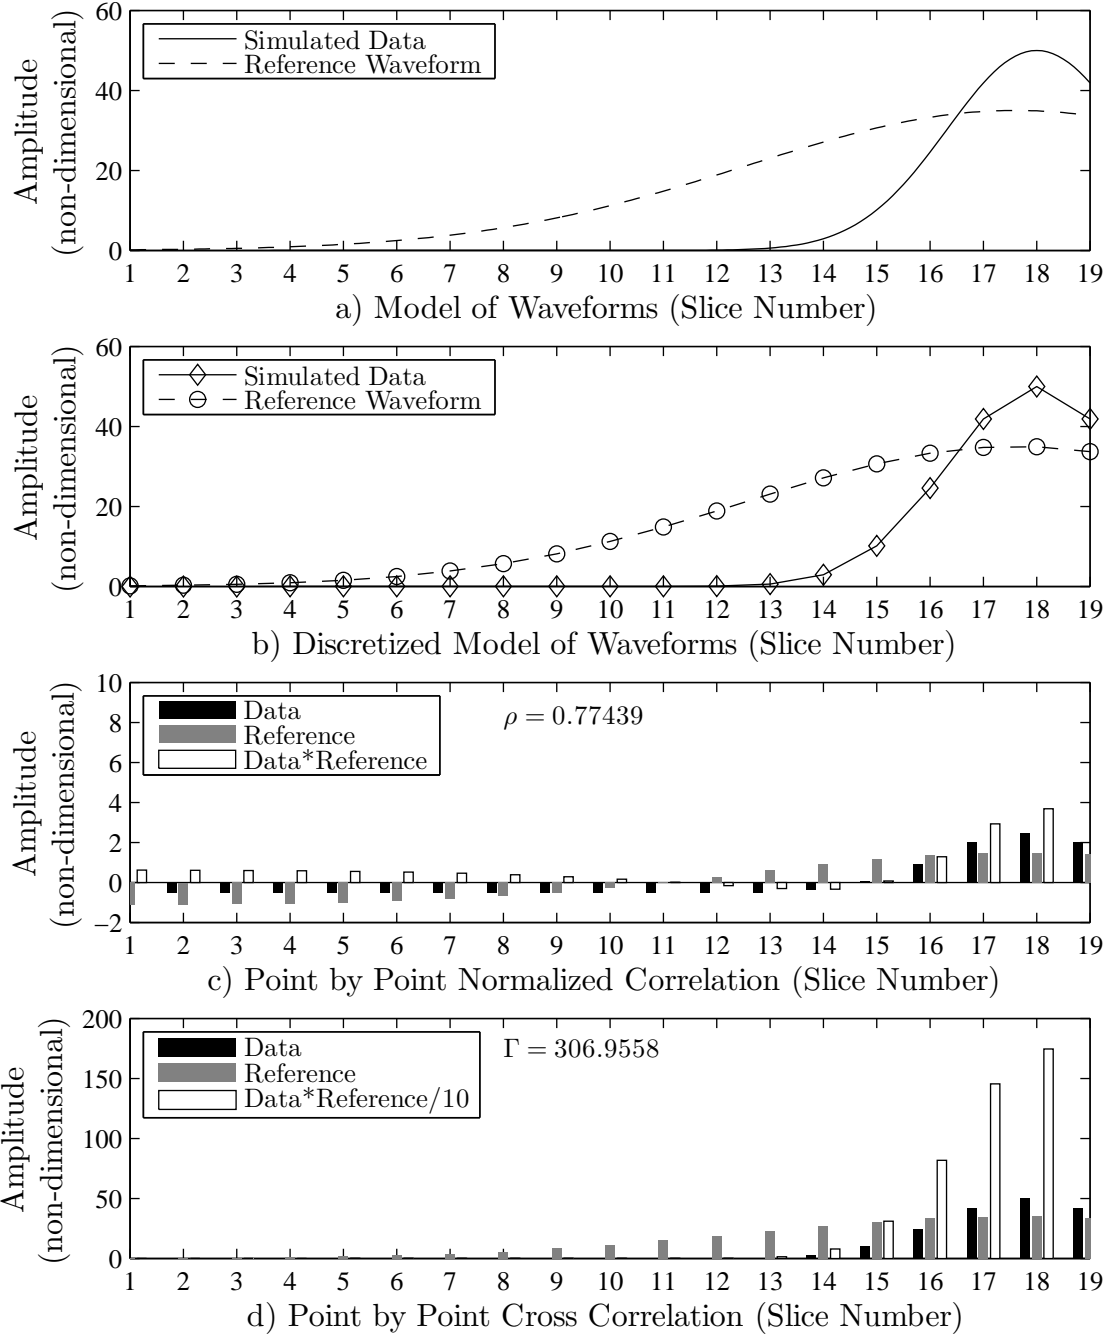 Amplitude
(non-dimensional)
60
40
20
0
Simulated Data
Reference Waveform
1 2 3 4 5 6 7 8 9 10 11 12 13 14 15 16 17 18 19
a) Model of Waveforms (Slice Number)
Amplitude
(non-dimensional)
60
40
20
0
Simulated Data
Reference Waveform
1 2 3 4 5 6 7 8 9 10 11 12 13 14 15 16 17 18 19
b) Discretized Model of Waveforms (Slice Number)
Amplitude
(non-dimensional)
10
8
6
4
2
0
−2
Data
Reference
Data*Reference
ρ = 0.77439
1 2 3 4 5 6 7 8 9 10 11 12 13 14 15 16 17 18 19
c) Point by Point Normalized Correlation (Slice Number)
Amplitude
(non-dimensional)
200
150
100
50
0
Data
Reference
Data*Reference/10
Γ = 306.9558
1 2 3 4 5 6 7 8 9 10 11 12 13 14 15 16 17 18 19
d) Point by Point Cross Correlation (Slice Number)